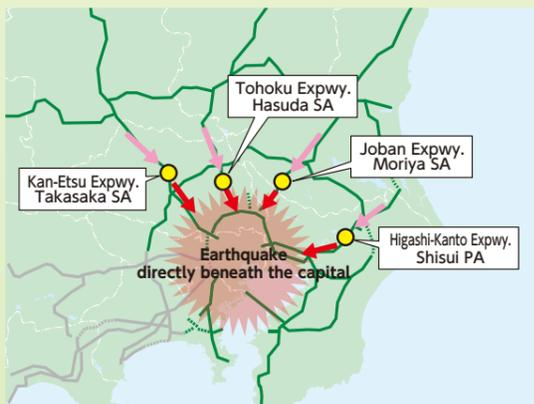 Tohoku Expwy.
Hasuda SA
Joban Expwy.
Moriya SA
Kan-Etsu Expwy.
Takasaka SA
Higashi-Kanto Expwy.
Shisui PA
Earthquake
directly beneath the capital